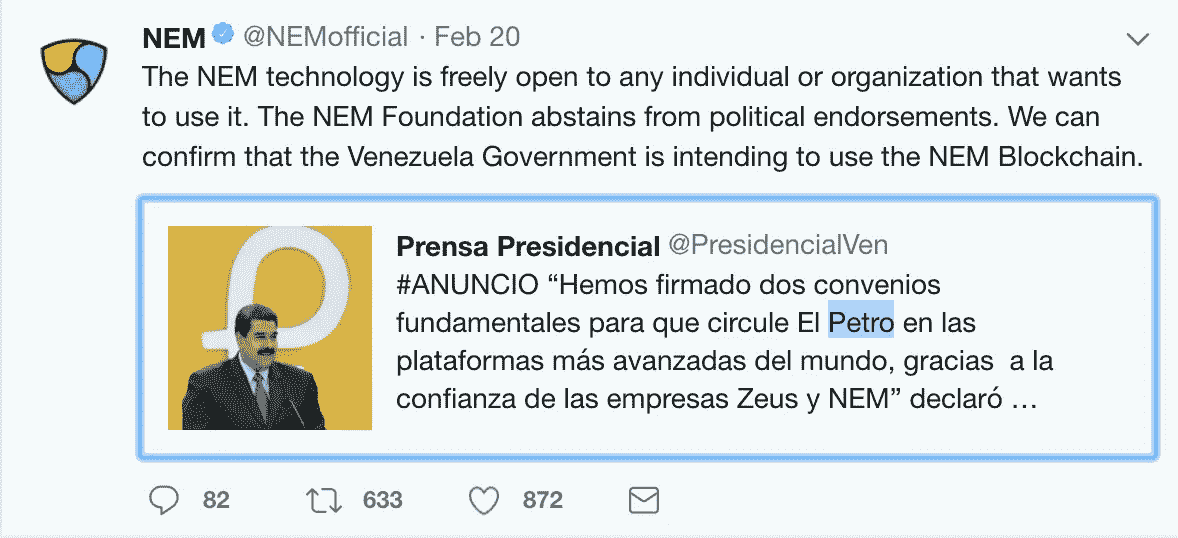 NEM @NEMofficial · Feb 20
The NEM technology is freely open to any individual or organization that wants
to use it. The NEM Foundation abstains from political endorsements. We can
confirm that the Venezuela Government is intending to use the NEM Blockchain.
Prensa Presidencial @PresidencialVen
#ANUNCIO “Hemos firmado dos convenios
fundamentales para que circule El Petro en las
plataformas más avanzadas del mundo, gracias a la
confianza de las empresas Zeus y NEM” declaró ...
82 633 872